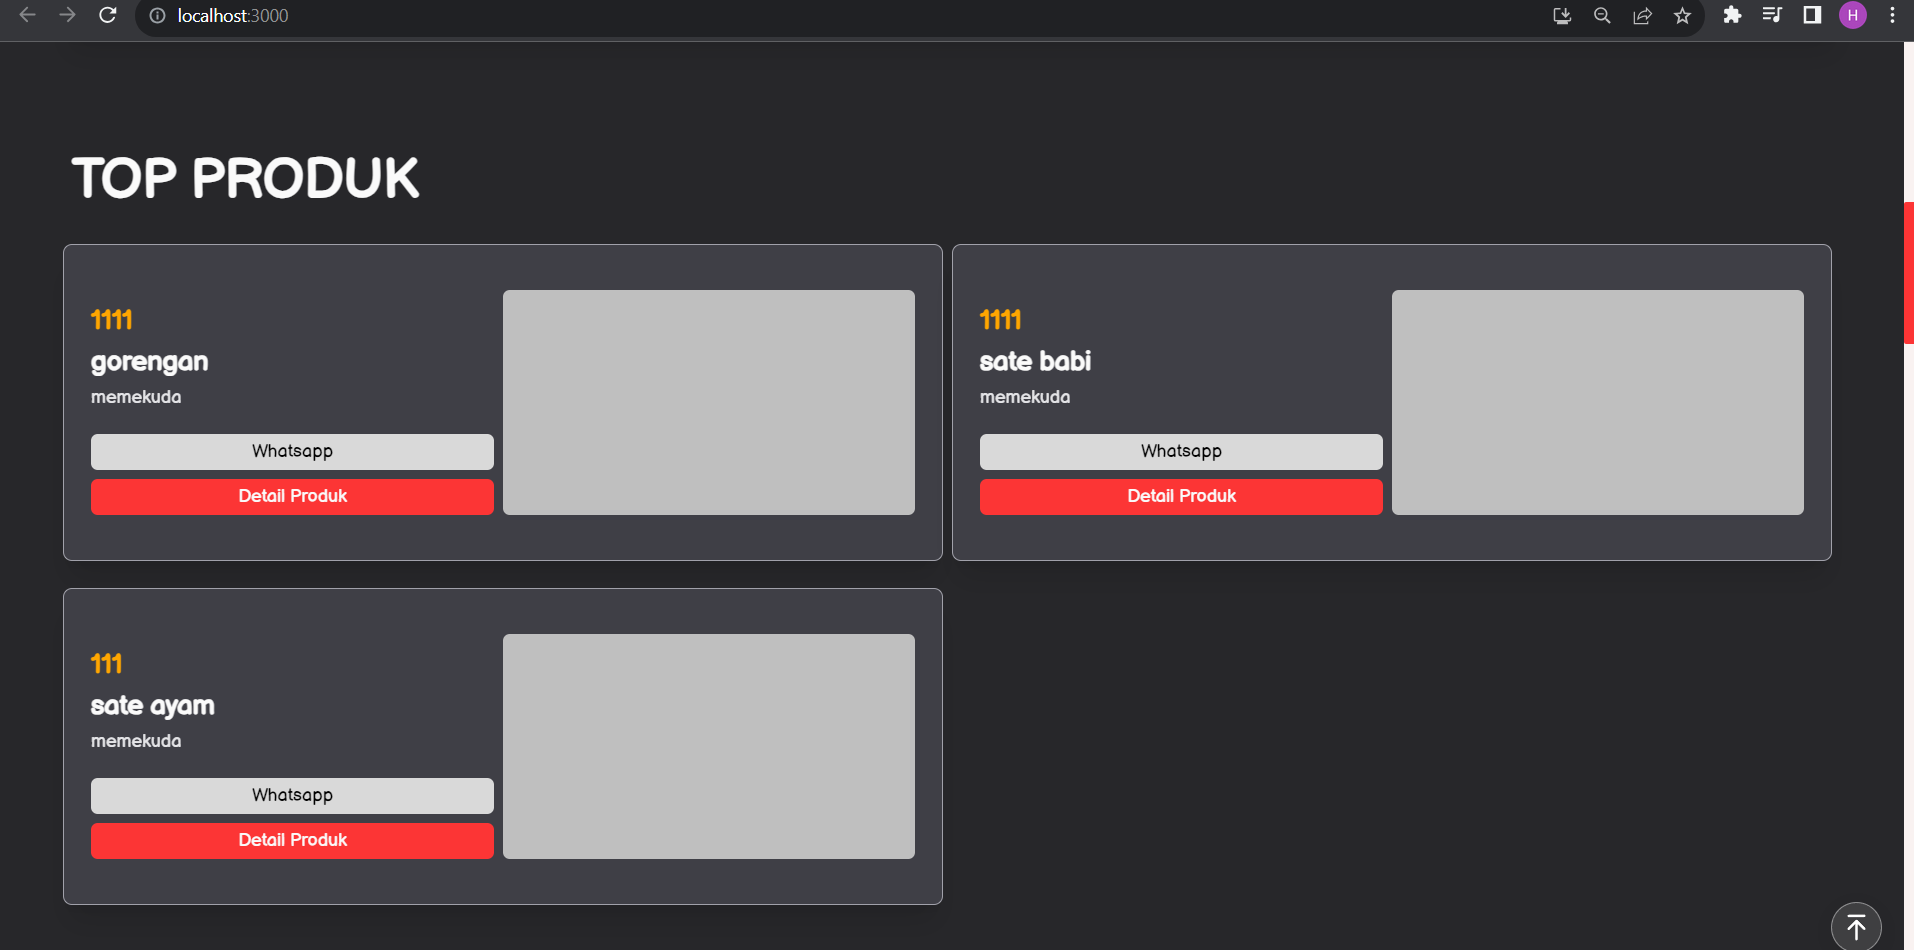 localhost:3000
H
TOP PRODUK
1111
gorengan
memekuda
Whatsapp
Detail Produk
1111
sate babi
memekuda
Whatsapp
Detail Produk
111
sate ayam
memekuda
Whatsapp
Detail Produk